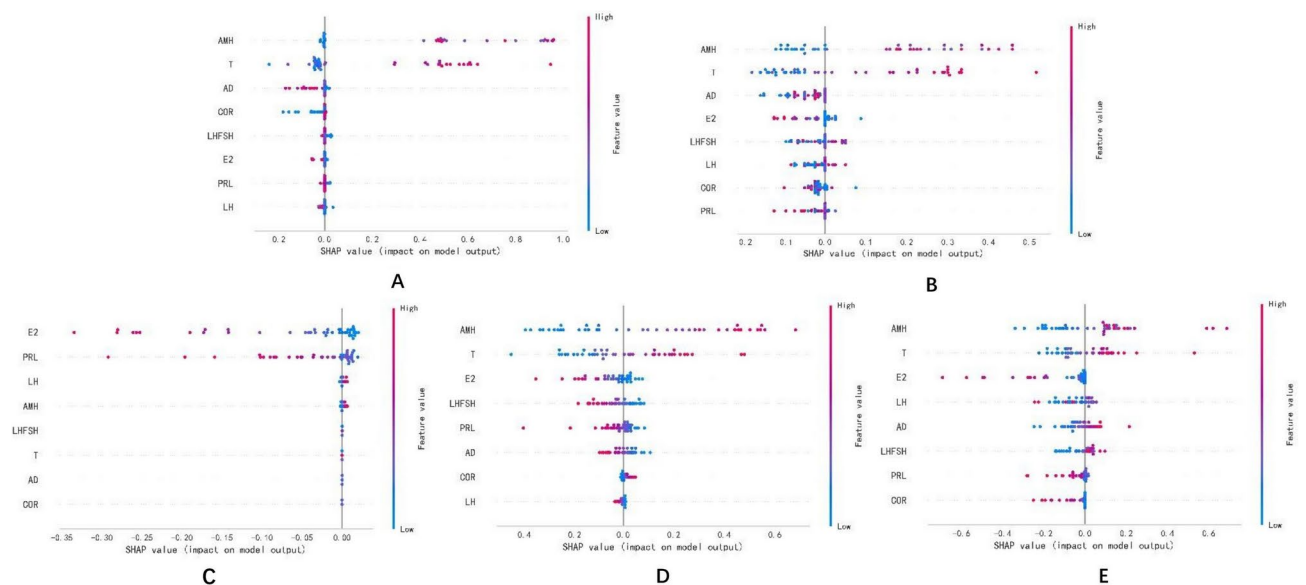 High
AMH
T
AD
COR
LHFSH
E2
PRL
LH
Feature value
Low
0.2 0.0 0.2 0.4 0.6 0.8 1.0
SHAP value (impact on model output)
A
High
AMH
T
AD
E2
LHFSH
LH
COR
PRL
Feature value
Low
0.2 0.1 0.0 0.1 0.2 0.3 0.4 0.5
SHAP value (impact on model output)
B
High
E2
PRL
LH
AMH
LHFSH
T
AD
COR
Feature value
Low
-0.35 -0.30 -0.25 -0.20 -0.15 -0.10 -0.05 0.00
SHAP value (impact on model output)
C
High
AMH
T
E2
LHFSH
PRL
AD
COR
LH
Feature value
Low
0.4 0.2 0.0 0.2 0.4 0.6
SHAP value (impact on model output)
D
High
AMH
T
E2
LH
AD
LHFSH
PRL
COR
Feature value
Low
-0.6 -0.4 -0.2 0.0 0.2 0.4 0.6
SHAP value (impact on model output)
E